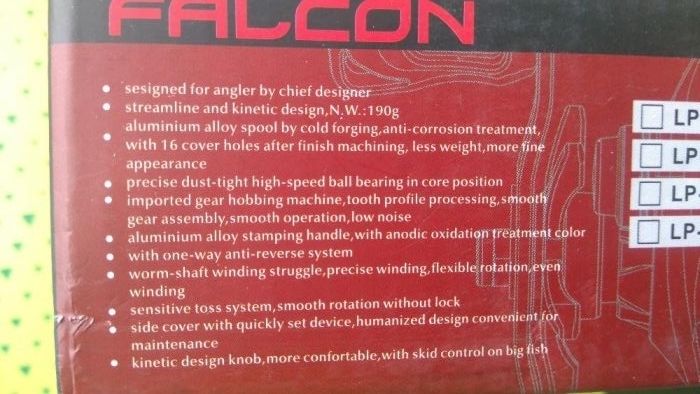 FALCON
• sesigned for angler by chief designer
• streamline and kinetic design,N,W.:190g
• aluminium alloy spool by cold forging,anti-corrosion treatment,
with 16 cover holes after finish machining, less weight,more fine
appearance
• precise dust-tight high-speed ball bearing in core position
• imported gear hobbing machine,tooth profile processing,smooth
gear assembly,smooth operation,low noise
• aluminium alloy stamping handle,with anodic oxidation treatment color
• with one-way anti-reverse system
• worm-shaft winding struggle,precise winding,flexible rotation,even
winding
• sensitive toss system,smooth rotation without lock
• side cover with quickly set device,humanized design convenient for
maintenance
• kinetic design knob,more confortable,with skid control on big fish
LP
LP
LP-
LP-